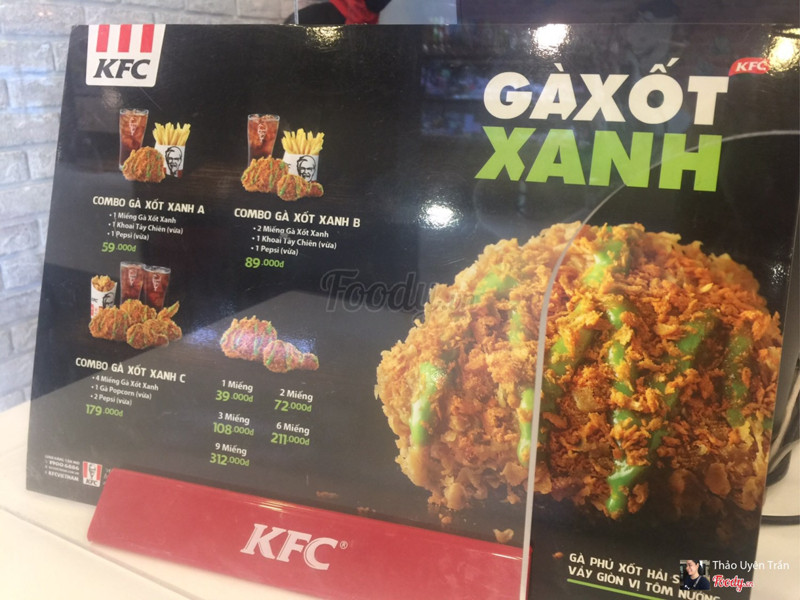 KFC
GÀ XỐT
XANH
KFC
COMBO GÀ XỐT XANH A
• 1 Miếng Gà Xốt Xanh
• 1 Khoai Tây Chiên (vừa)
• 1 Pepsi (vừa)
59.000đ
COMBO GÀ XỐT XANH B
• 2 Miếng Gà Xốt Xanh
• 1 Khoai Tây Chiên (vừa)
• 1 Pepsi (vừa)
89.000đ
Foody.vn
COMBO GÀ XỐT XANH C
• 4 Miếng Gà Xốt Xanh
• 1 Gà Popcorn (vừa)
• 2 Pepsi (vừa)
179.000đ
1 Miếng
39.000đ
2 Miếng
72.000đ
3 Miếng
108.000đ
6 Miếng
211.000đ
9 Miếng
312.000đ
KFC
KFC®
GÀ PHỦ XỐT HẢI S
VẢY GIÒN VỊ TÔM NƯỚNG
Thảo Uyên Trần
Foody.vn